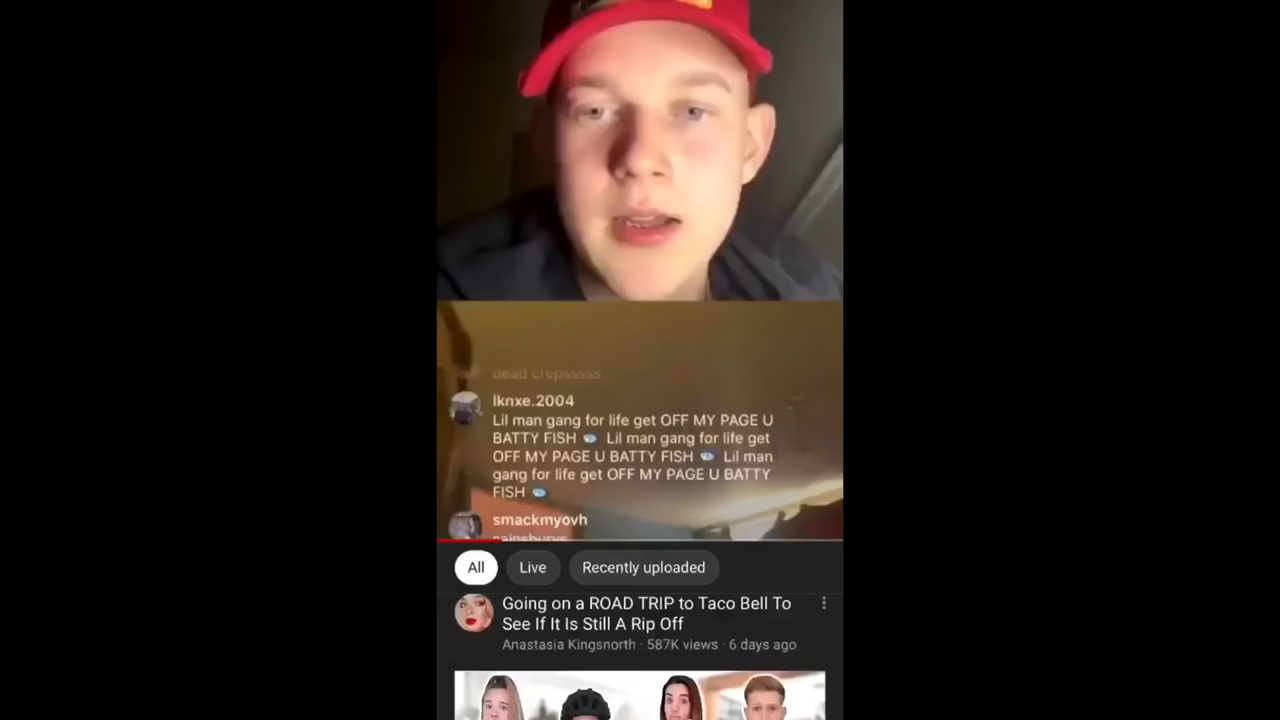 dead crepsssss
lknxe.2004
Lil man gang for life get OFF MY PAGE U
BATTY FISH 🐟 Lil man gang for life get
OFF MY PAGE U BATTY FISH 🐟 Lil man
gang for life get OFF MY PAGE U BATTY
FISH 🐟
smackmyovh
sainsburys
All Live Recently uploaded
Going on a ROAD TRIP to Taco Bell To
See If It Is Still A Rip Off
Anastasia Kingsnorth · 587K views · 6 days ago